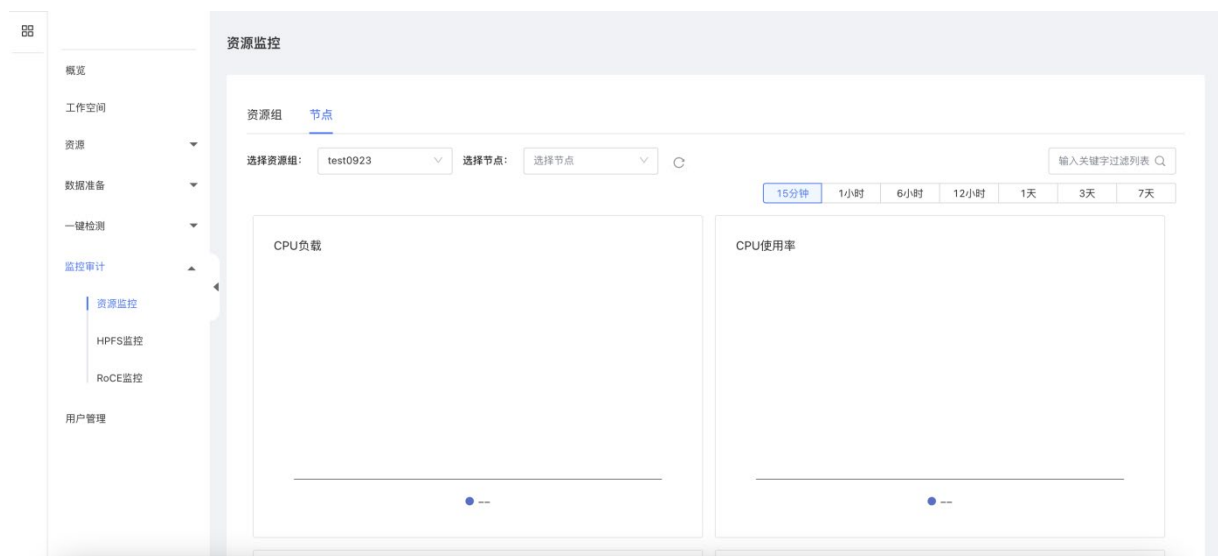 资源监控
概览
工作空间
资源
数据准备
一键检测
监控审计
资源监控
HPFS监控
RoCE监控
用户管理
资源组 节点
选择资源组： test0923 选择节点： 选择节点 输入关键字过滤列表
15分钟 1小时 6小时 12小时 1天 3天 7天
CPU负载 CPU使用率
-- --